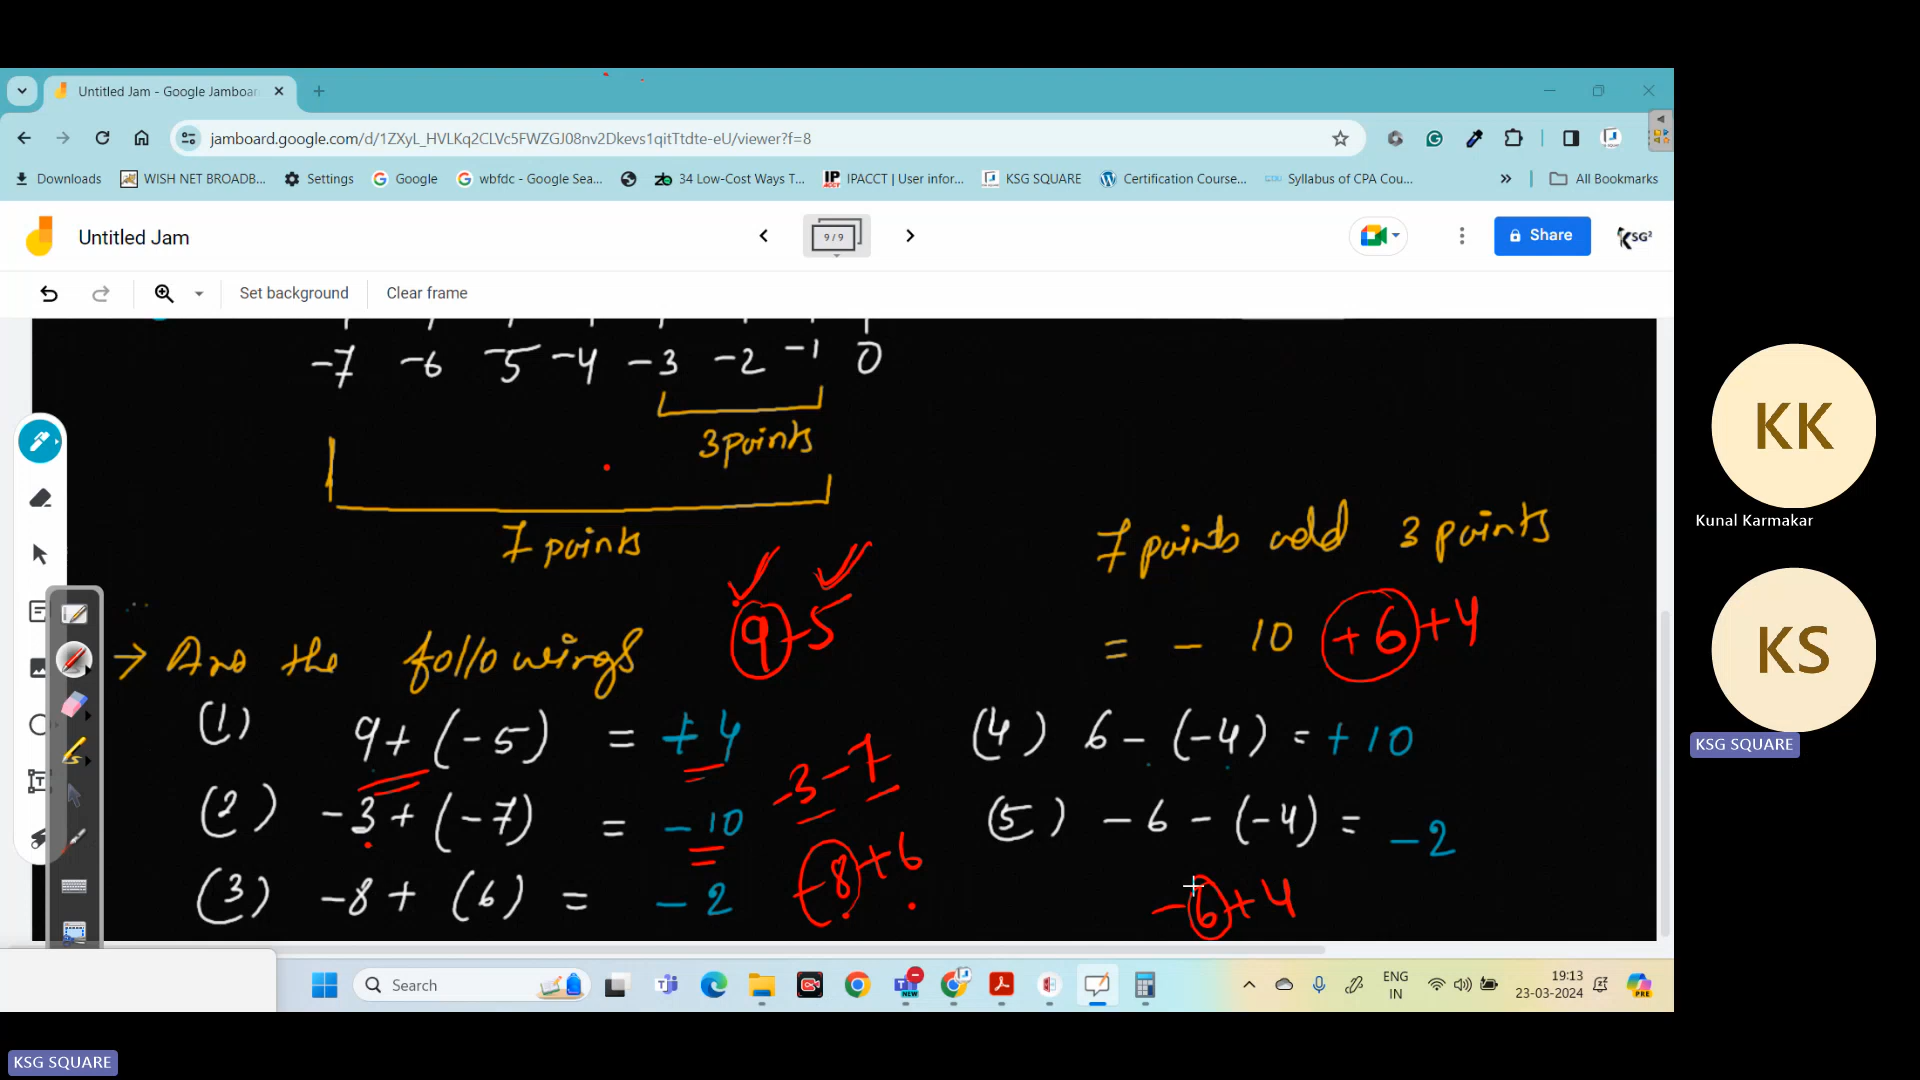 Untitled Jam - Google Jamboar
jamboard.google.com/d/1ZXyL_HVLKq2CLVc5FWZGJ08nv2Dkevs1qitTtdte-eU/viewer?f=8
Downloads WISH NET BROADB... Settings Google wbfdc - Google Sea... 34 Low-Cost Ways T... IPACCT | User infor... KSG SQUARE Certification Course... Syllabus of CPA Cou... » All Bookmarks
Untitled Jam 9 / 9 Share KSG²
Set background Clear frame
-7 -6 -5 -4 -3 -2 -1 0
3 points
7 points
7 points add 3 points
= - 10 +6+4
→ Ans the followings 9-5
(1) 9+(-5) = +4
(2) -3+(-7) = -10 -3-7
(3) -8+(6) = -2 -8+6
(4) 6-(-4) = +10
(5) -6-(-4) = -2
-6+4
KK
Kunal Karmakar
KS
KSG SQUARE
Search NEW ENG IN 19:13 23-03-2024 PRE
KSG SQUARE